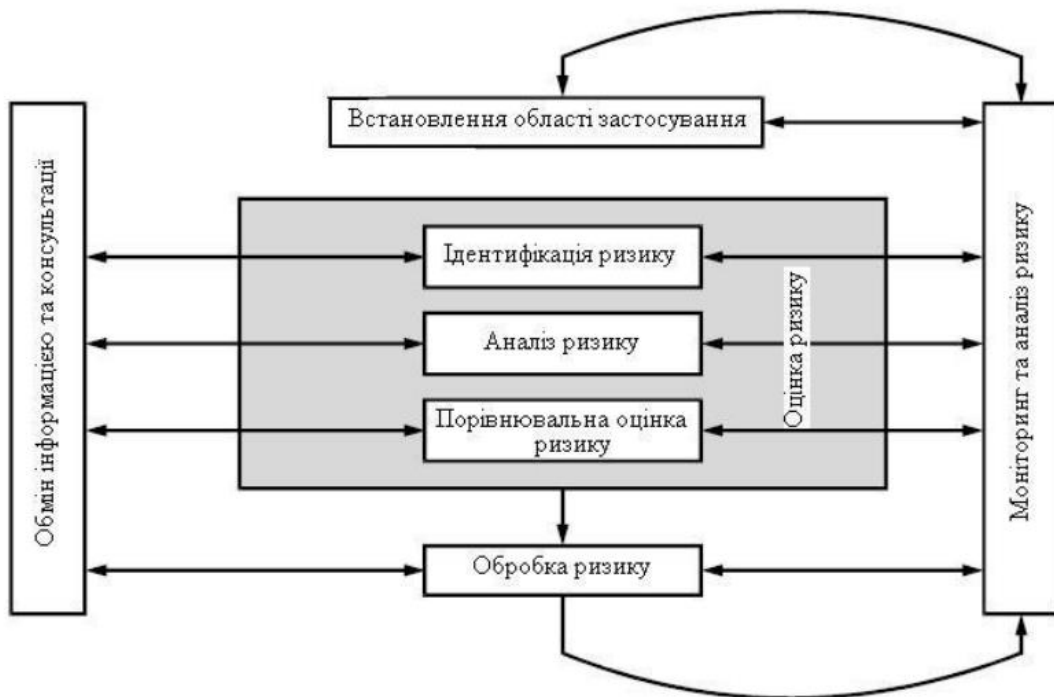 Встановлення області застосування
Обмін інформацією та консультації
Ідентифікація ризику
Аналіз ризику
Порівнювальна оцінка
ризику
Оцінка ризику
Обробка ризику
Моніторинг та аналіз ризику